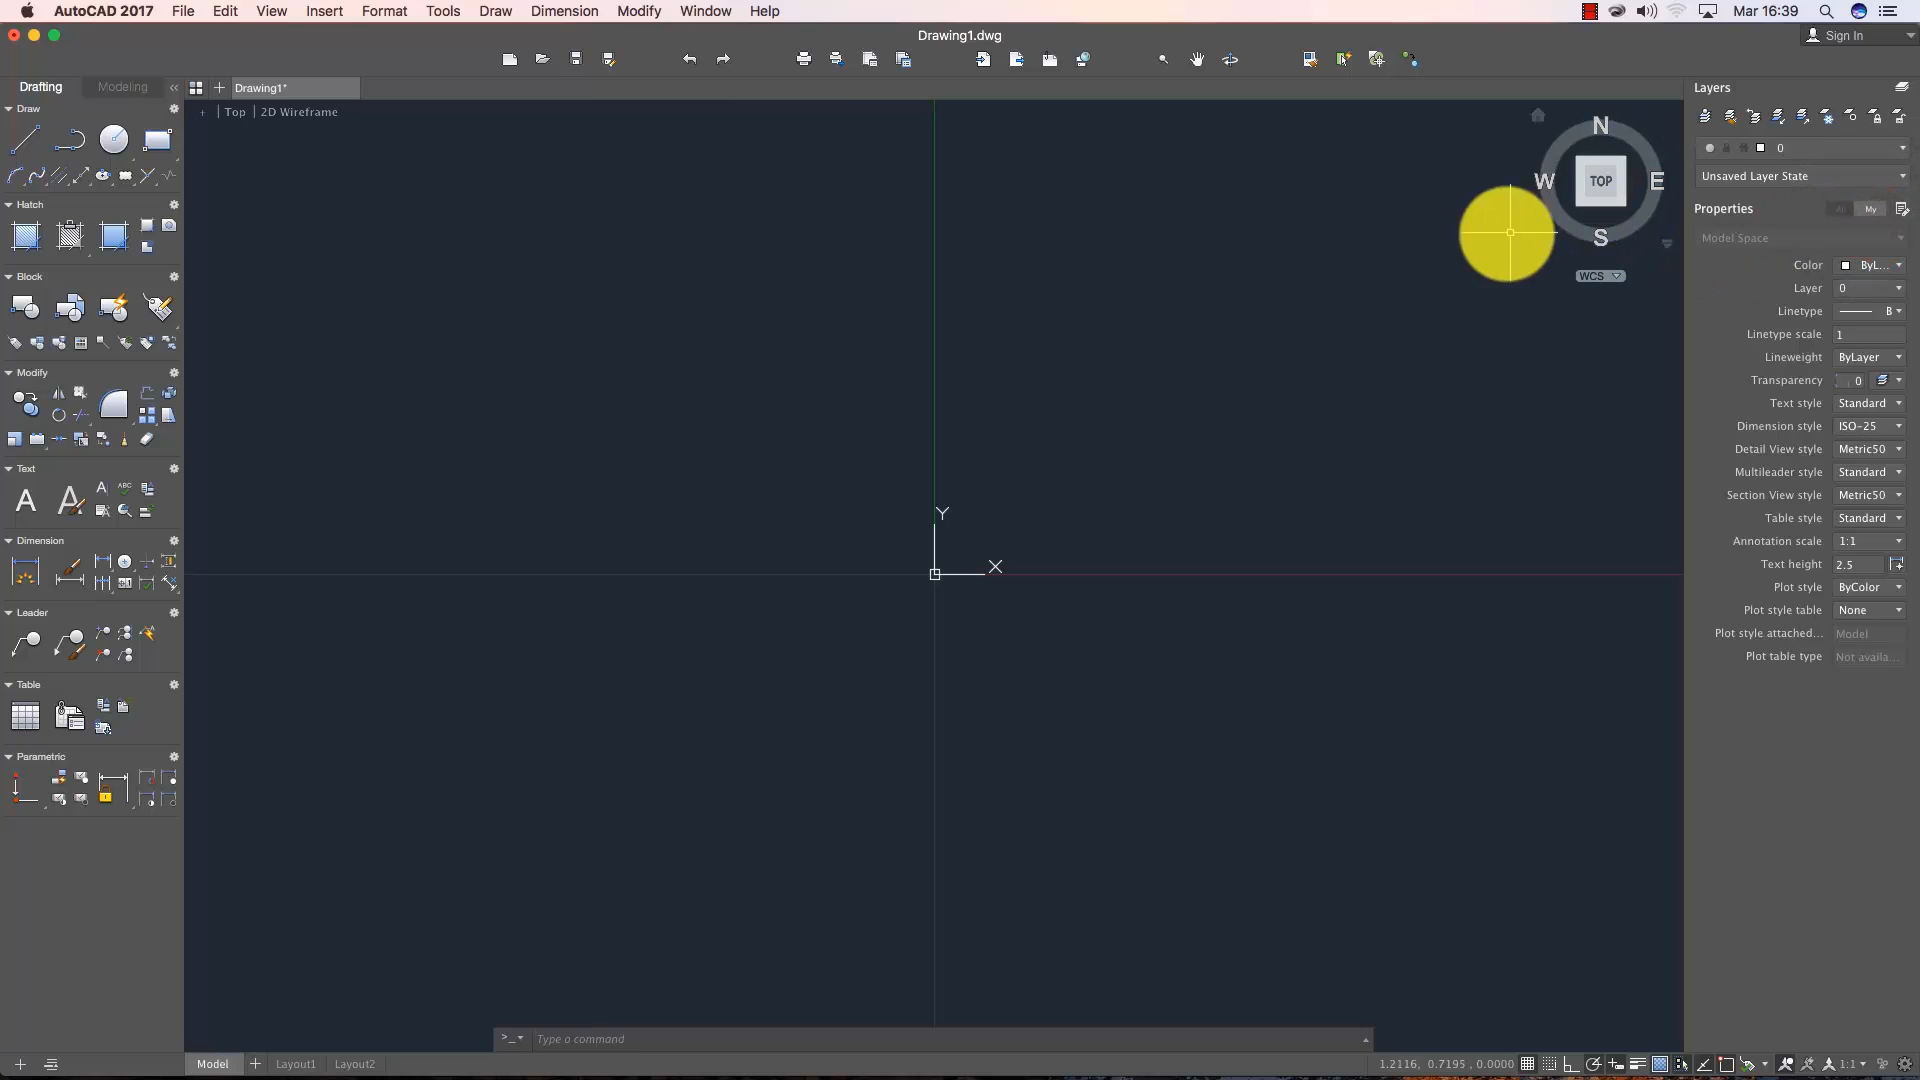 AutoCAD 2017 File Edit View Insert Format Tools Draw Dimension Modify Window Help Mar 16:39
Drawing1.dwg Sign In
Drafting Modeling Drawing1* Layers
+ | Top | 2D Wireframe
Draw
N
W TOP E
S
WCS
0
Unsaved Layer State
Properties All My
Model Space
Color ByL...
Layer 0
Linetype B
Linetype scale 1
Lineweight ByLayer
Transparency 0
Text style Standard
Dimension style ISO-25
Detail View style Metric50
Multileader style Standard
Section View style Metric50
Table style Standard
Annotation scale 1:1
Text height 2.5
Plot style ByColor
Plot style table None
Plot style attached... Model
Plot table type Not availa...
Hatch
Block
Modify
Text
A A A ABC
Dimension
Leader
Table
Parametric
Y
X
>_ Type a command
Model Layout1 Layout2 1.2116, 0.7195 , 0.0000 1:1